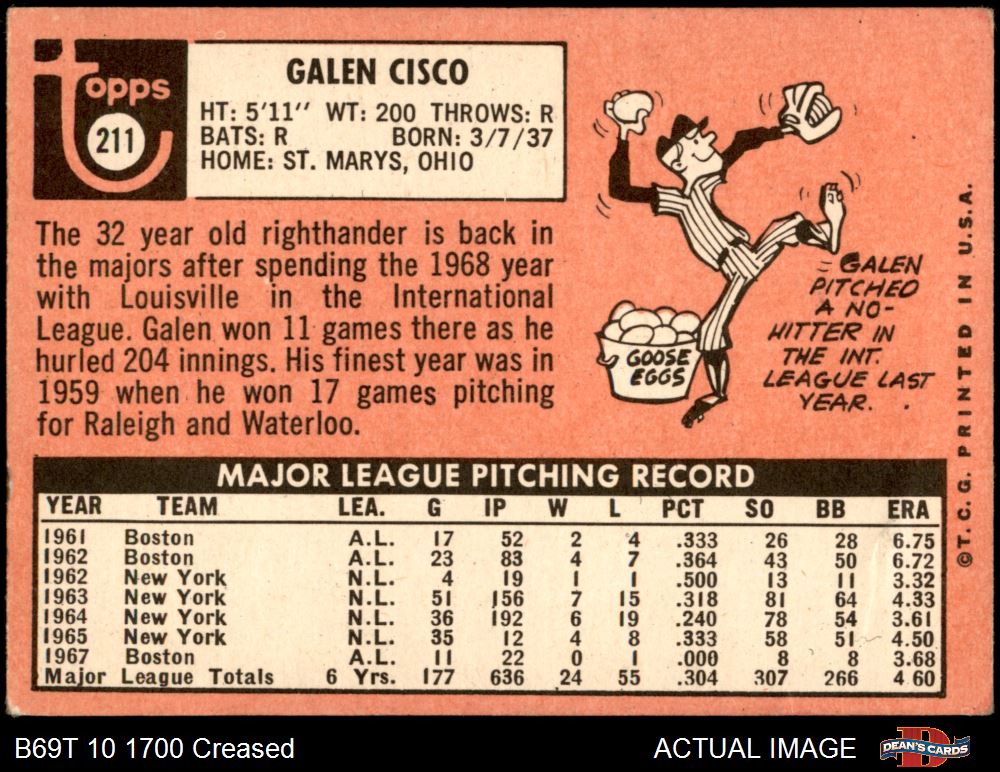 topps
211
GALEN CISCO
HT: 5'11'' WT: 200 THROWS: R
BATS: R BORN: 3/7/37
HOME: ST. MARYS, OHIO
The 32 year old righthander is back in
the majors after spending the 1968 year
with Louisville in the International
League. Galen won 11 games there as he
hurled 204 innings. His finest year was in
1959 when he won 17 games pitching
for Raleigh and Waterloo.
GOOSE
EGGS
GALEN
PITCHED
A NO-
HITTER IN
THE INT.
LEAGUE LAST
YEAR.
©T.C.G. PRINTED IN U.S.A.
MAJOR LEAGUE PITCHING RECORD
YEAR TEAM LEA. G IP W L PCT SO BB ERA
1961 Boston A.L. 17 52 2 4 .333 26 28 6.75
1962 Boston A.L. 23 83 4 7 .364 43 50 6.72
1962 New York N.L. 4 19 1 1 .500 13 11 3.32
1963 New York N.L. 51 156 7 15 .318 81 64 4.33
1964 New York N.L. 36 192 6 19 .240 78 54 3.61
1965 New York N.L. 35 12 4 8 .333 58 51 4.50
1967 Boston A.L. 11 22 0 1 .000 8 8 3.68
Major League Totals 6 Yrs. 177 636 24 55 .304 307 266 4 60
B69T 10 1700 Creased
ACTUAL IMAGE
DEAN'S CARDS